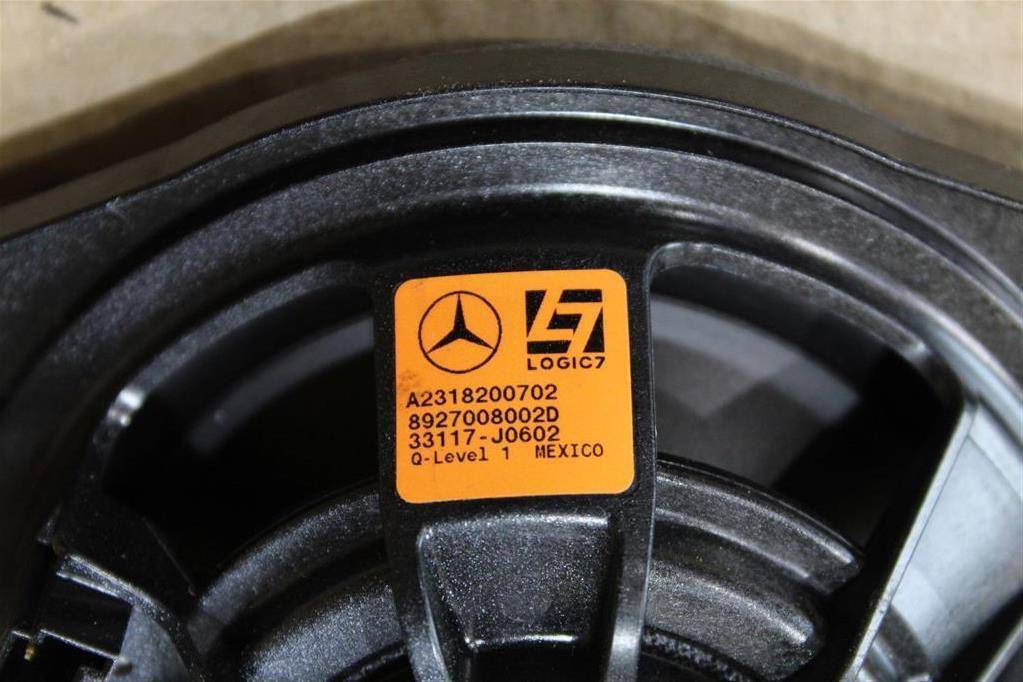 LOGIC7
A2318200702
8927008002D
33117-J0602
Q-Level 1 MEXICO